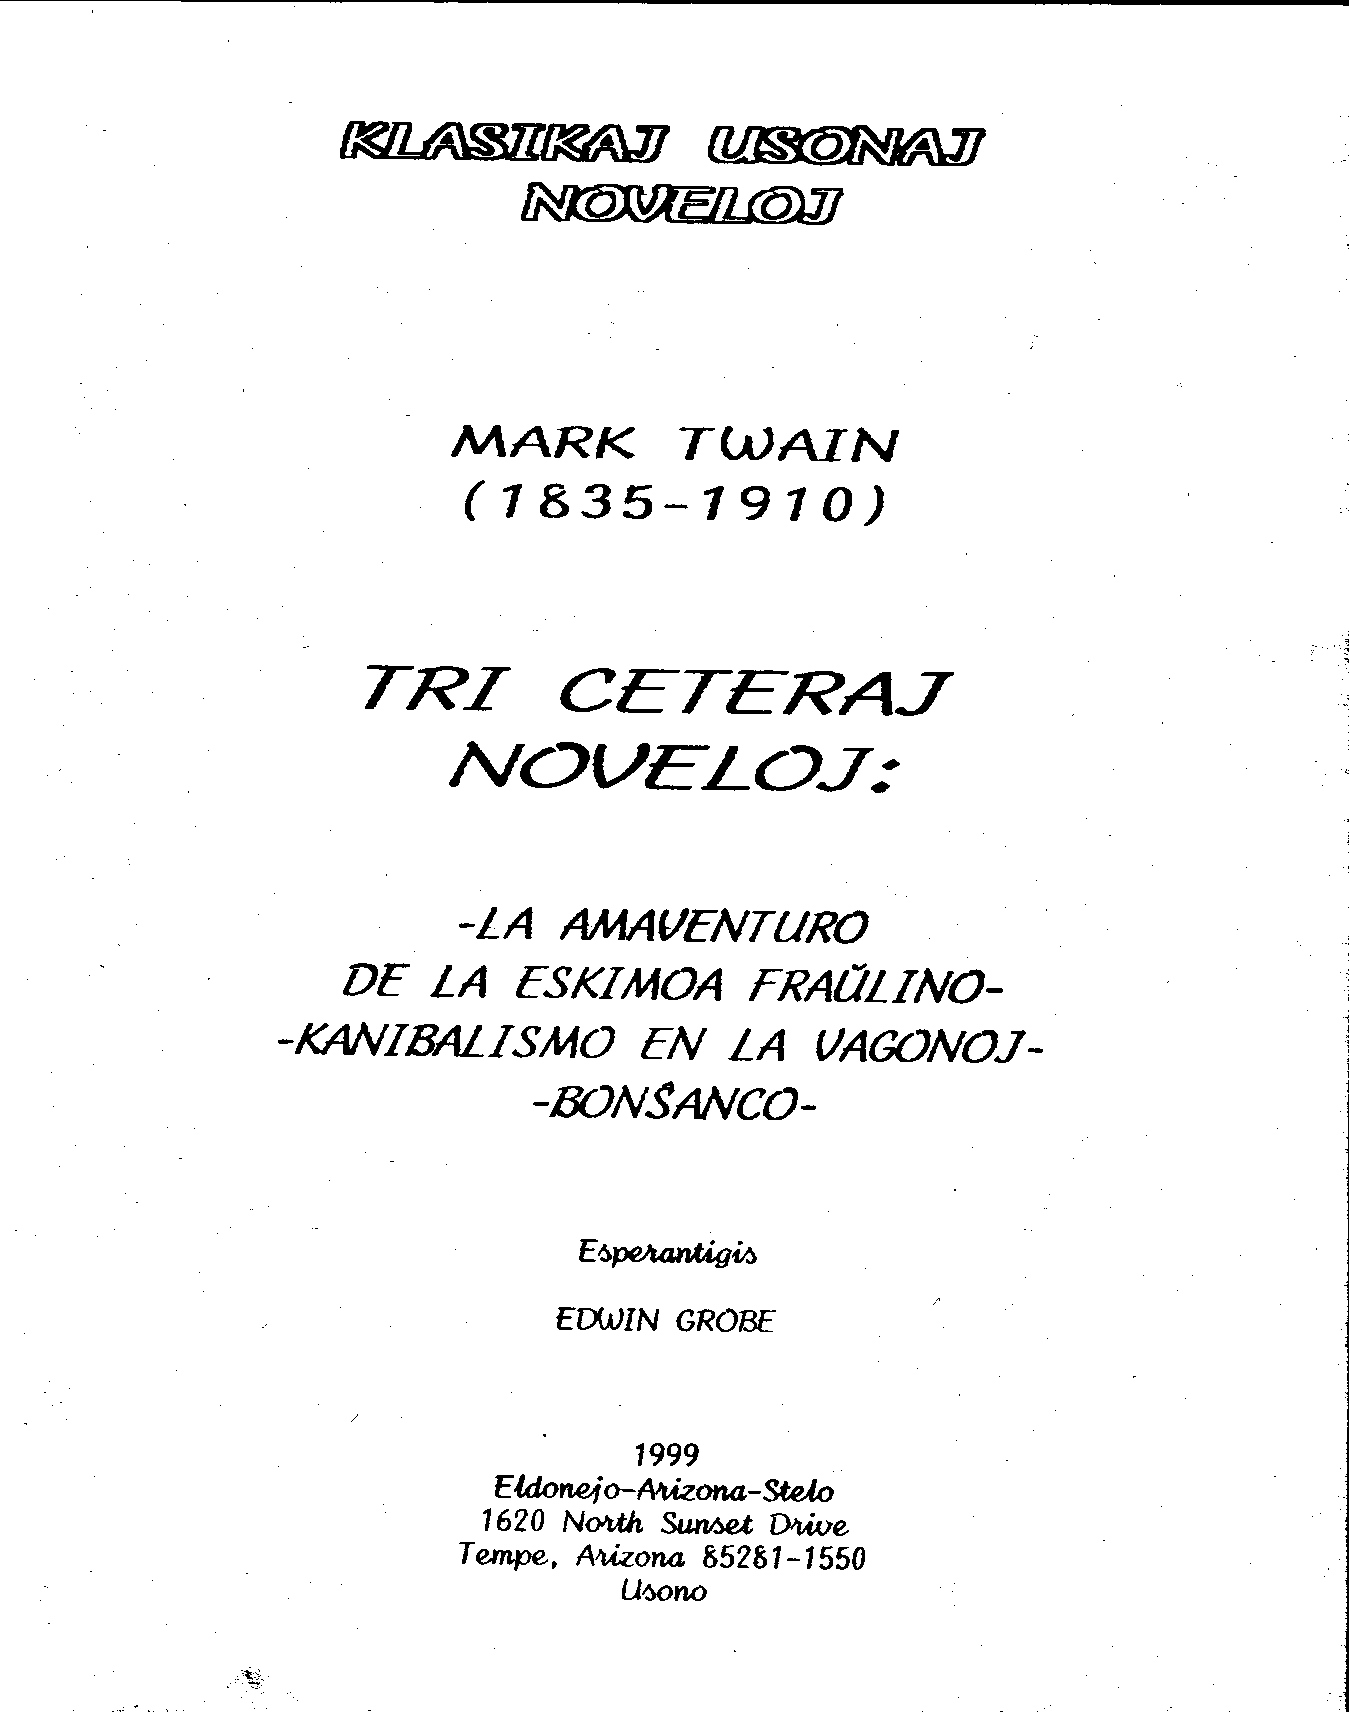 KLASIKAJ USONAJ
NOVELOJ
MARK TWAIN
(1835-1910)
TRI CETERAJ
NOVELOJ:
-LA AMAVENTURO
DE LA ESKIMOA FRAŬLINO-
-KANIBALISMO EN LA VAGONOJ-
-BONŜANCO-
Esperantigis
EDWIN GROBE
1999
Eldonejo-Arizona-Stelo
1620 North Sunset Drive
Tempe, Arizona 85281-1550
Usono